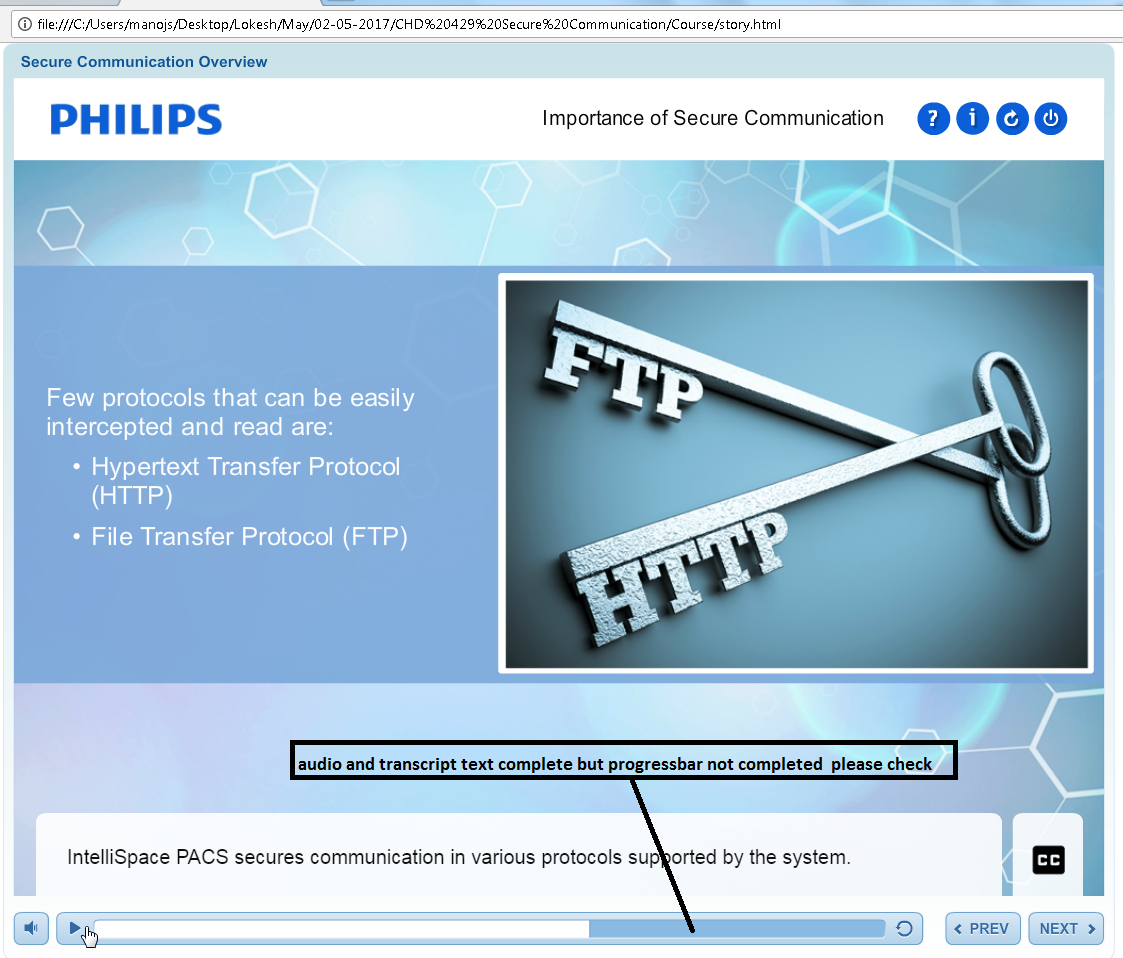 file:///C:/Users/manojs/Desktop/Lokesh/May/02-05-2017/CHD%20429%20Secure%20Communication/Course/story.html
Secure Communication Overview
PHILIPS
Importance of Secure Communication
?
i
Few protocols that can be easily
intercepted and read are:
• Hypertext Transfer Protocol
(HTTP)
• File Transfer Protocol (FTP)
FTP
HTTP
audio and transcript text complete but progressbar not completed please check
IntelliSpace PACS secures communication in various protocols supported by the system.
CC
PREV
NEXT